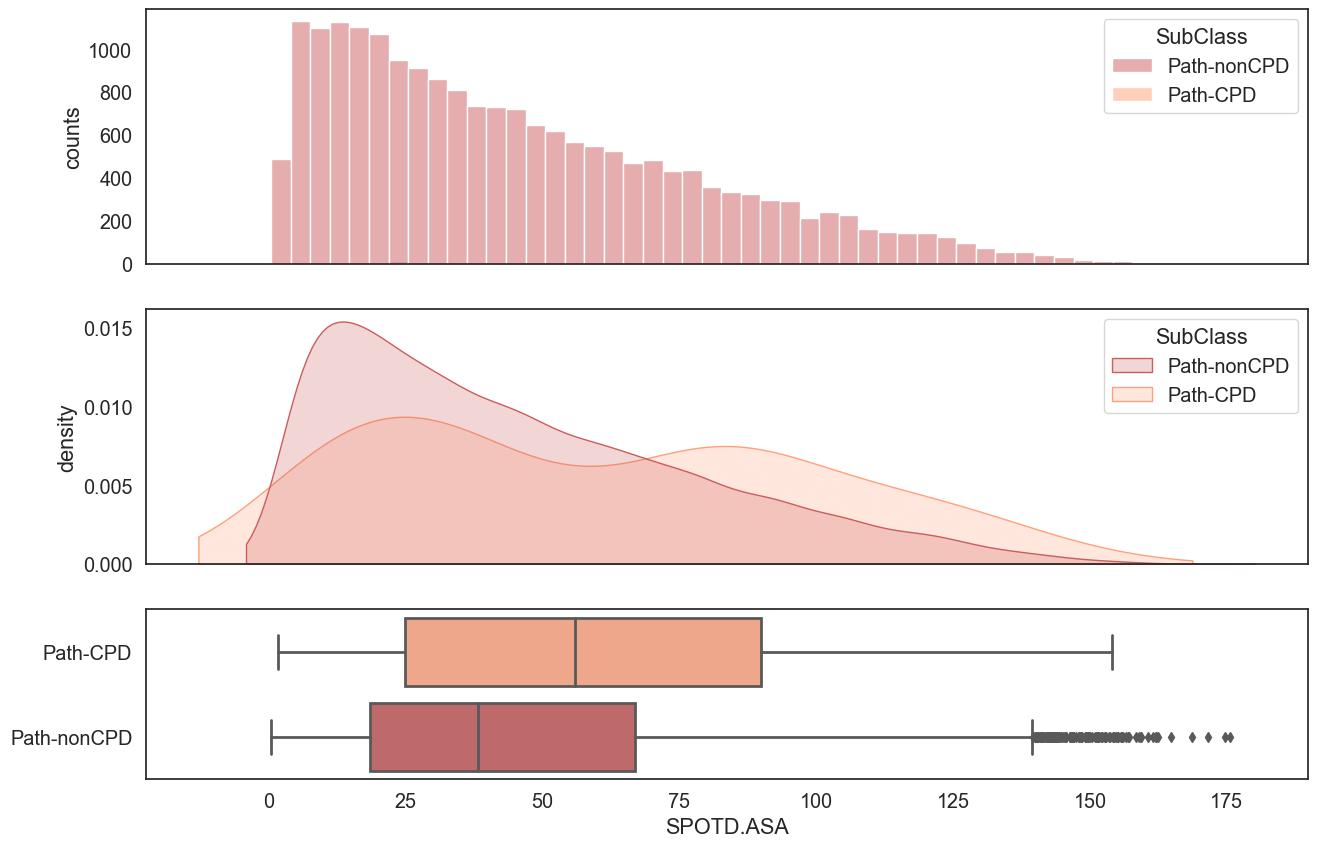 counts
1000
800
600
400
200
0
SubClass
Path-nonCPD
Path-CPD
density
0.015
0.010
0.005
0.000
SubClass
Path-nonCPD
Path-CPD
Path-CPD
Path-nonCPD
0 25 50 75 100 125 150 175
SPOTD.ASA